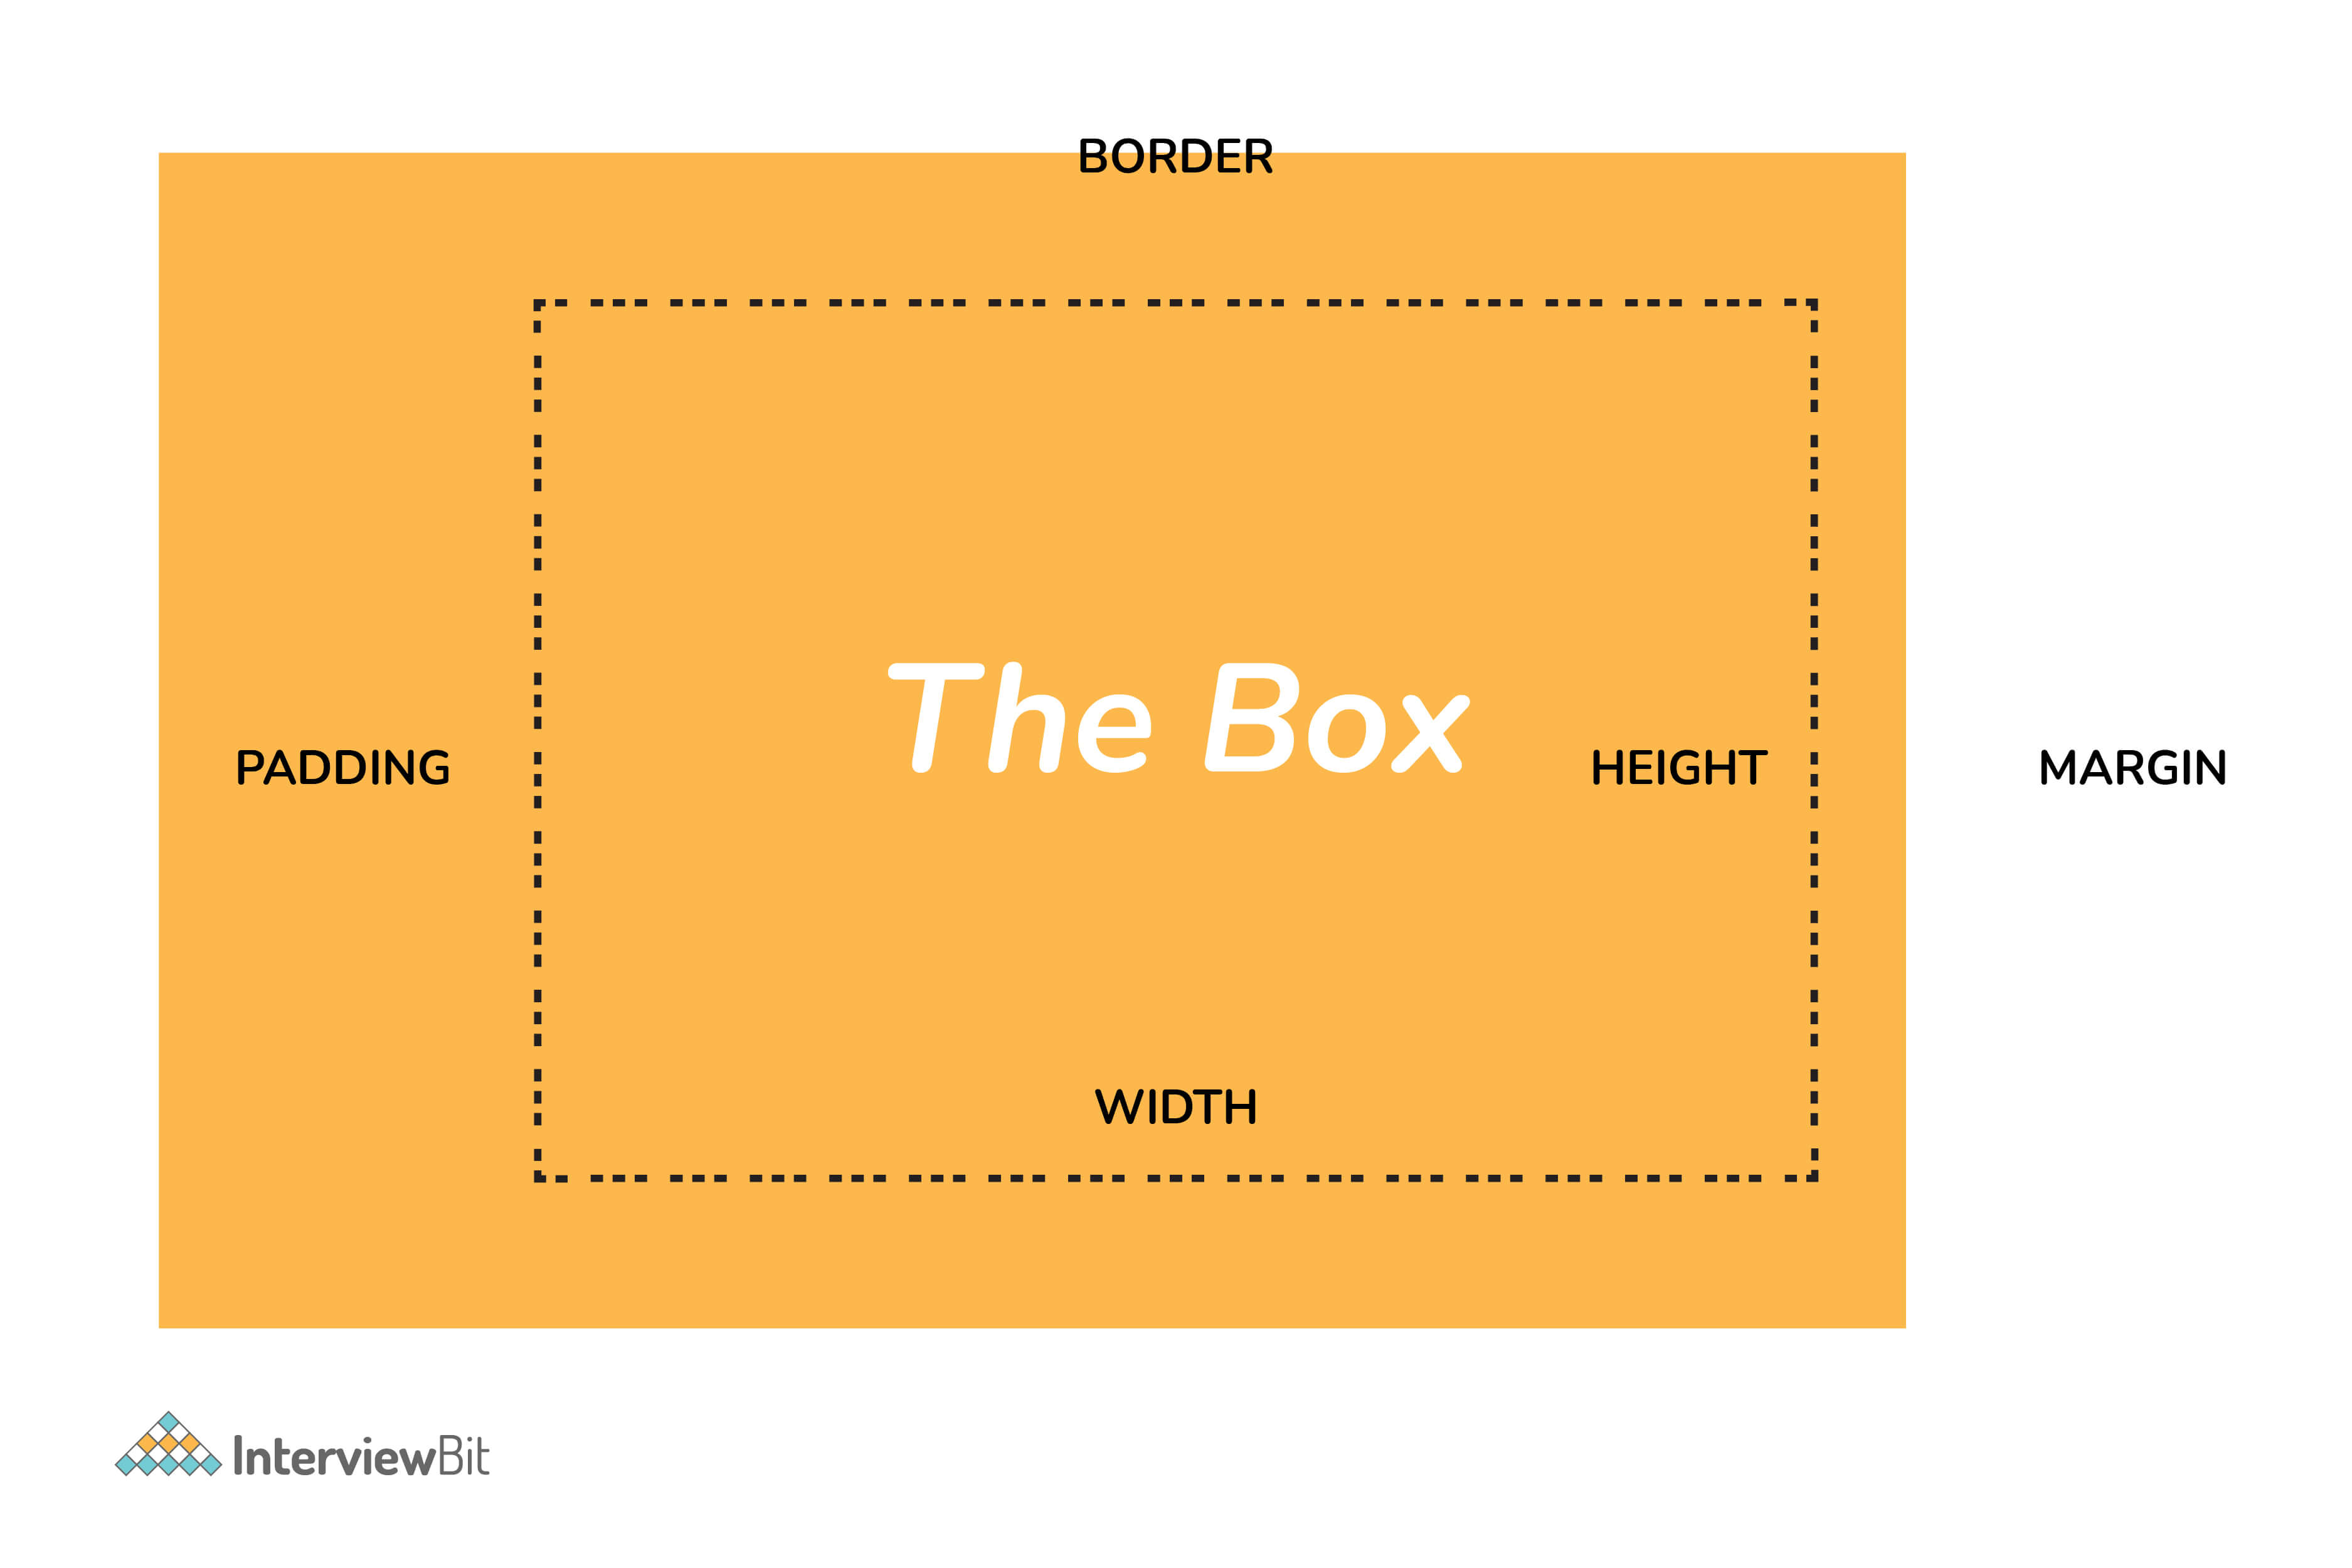 BORDER
The Box
PADDING
HEIGHT
MARGIN
WIDTH
InterviewBit